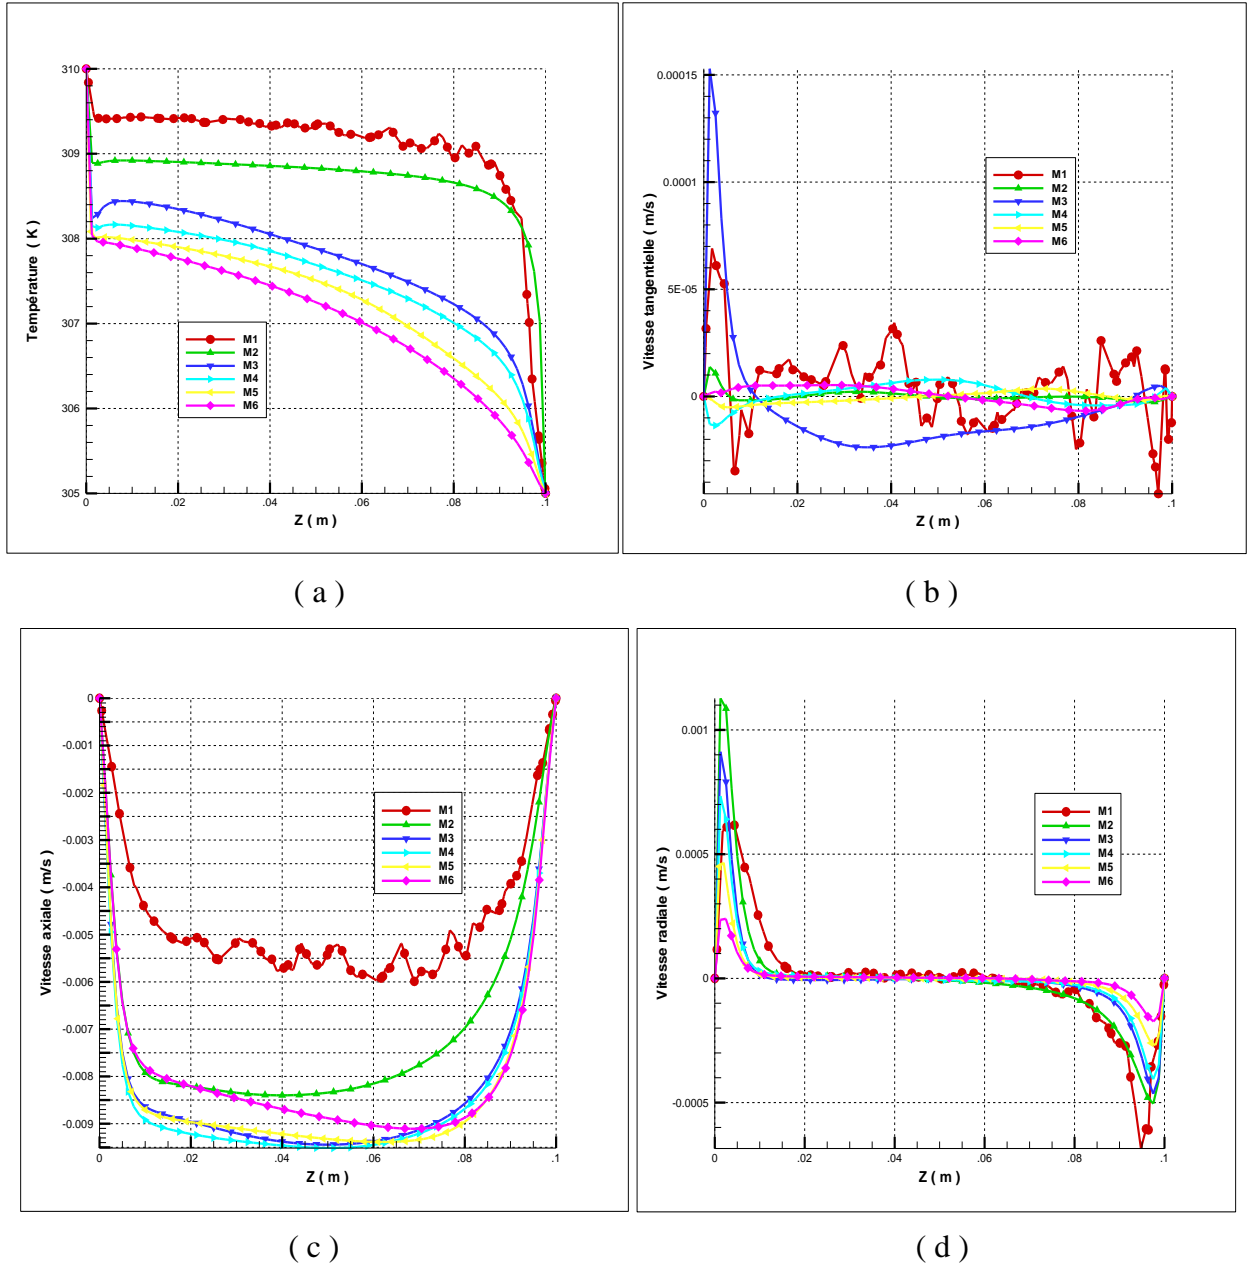 310
309
308
307
306
305
0
.02
.04
.06
.08
.1
Température ( K )
Z ( m )
M1
M2
M3
M4
M5
M6
( a )
0.00015
0.0001
5E-05
0
0
.02
.04
.06
.08
.1
Vitesse tangentielle ( m/s )
Z ( m )
M1
M2
M3
M4
M5
M6
( b )
0
-0.001
-0.002
-0.003
-0.004
-0.005
-0.006
-0.007
-0.008
-0.009
0
.02
.04
.06
.08
.1
Vitesse axiale ( m/s )
Z ( m )
M1
M2
M3
M4
M5
M6
( c )
0.001
0.0005
0
-0.0005
0
.02
.04
.06
.08
.1
Vitesse radiale ( m/s )
Z ( m )
M1
M2
M3
M4
M5
M6
( d )